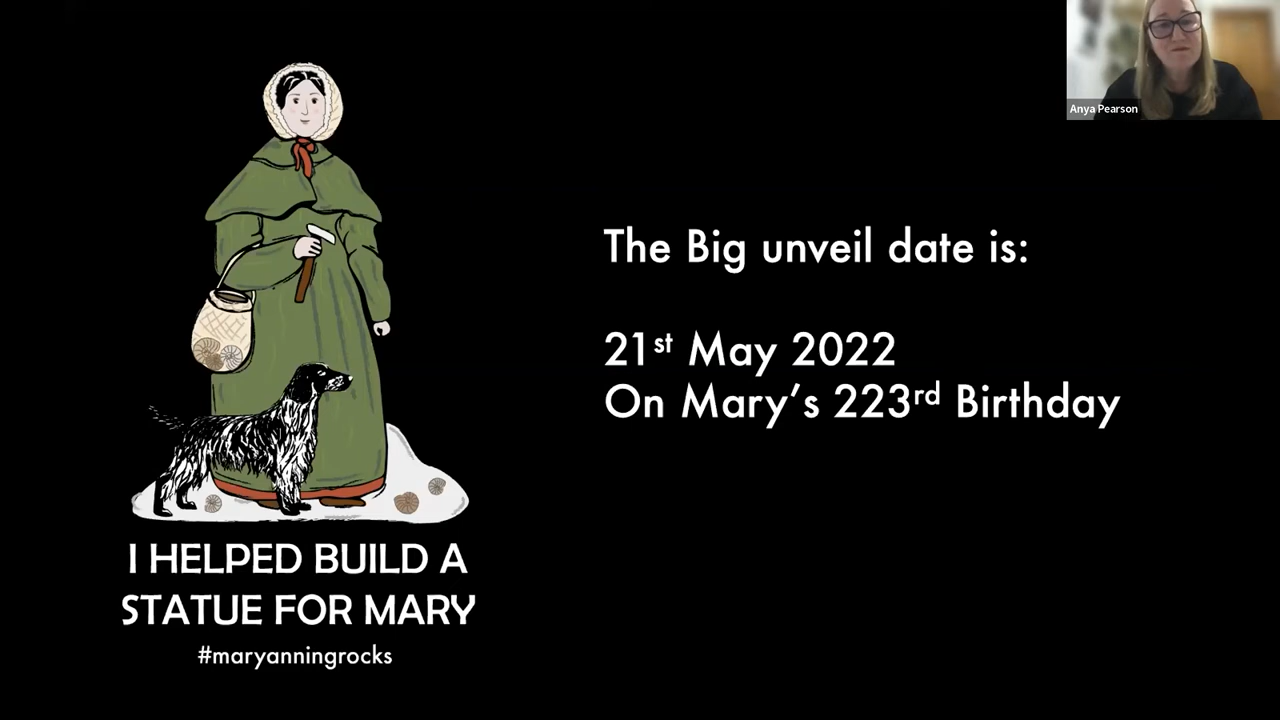 Anya Pearson
The Big unveil date is:
21st May 2022
On Mary's 223rd Birthday
I HELPED BUILD A
STATUE FOR MARY
#maryanningrocks